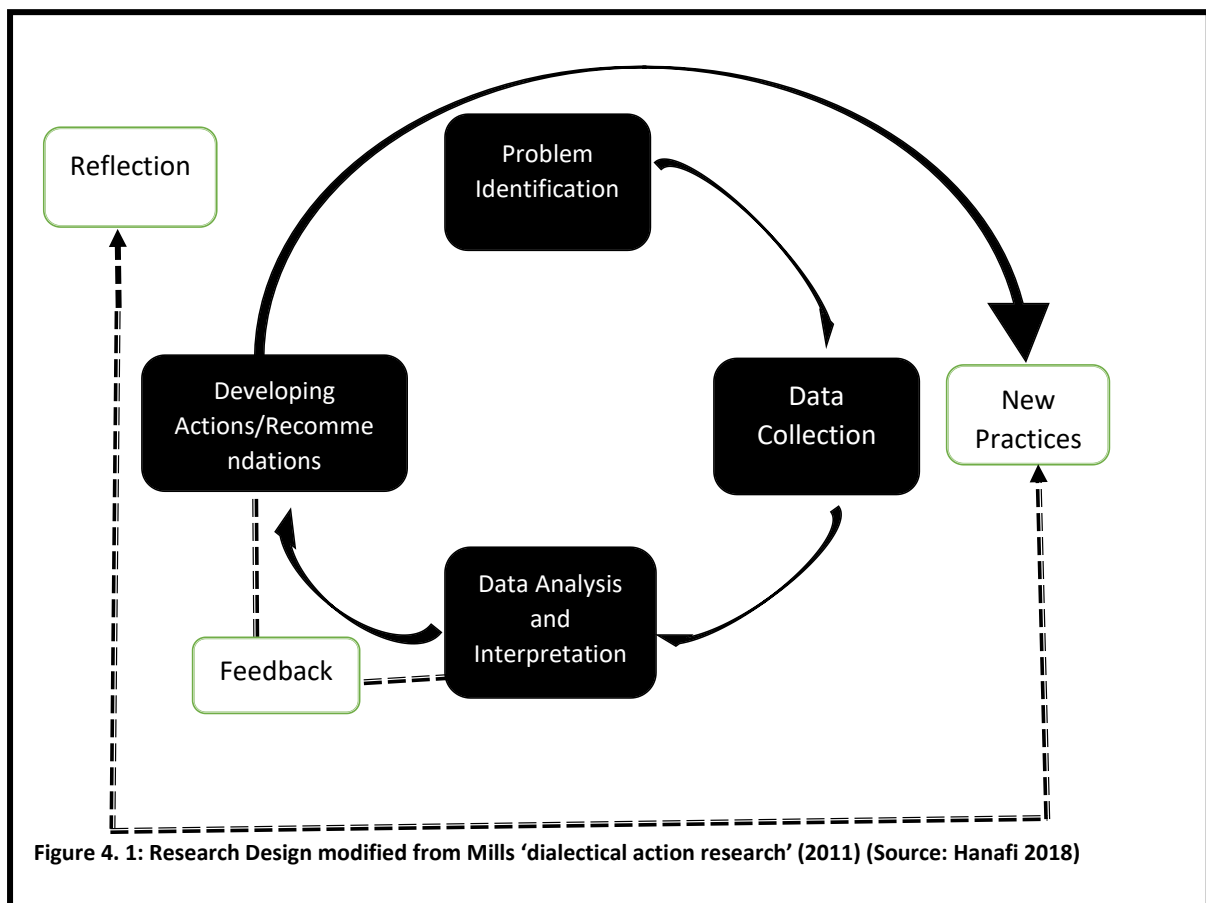 Reflection
Problem
Identification
Developing
Actions/Recomme
ndations
Data
Collection
New
Practices
Data Analysis
and
Interpretation
Feedback
Figure 4. 1: Research Design modified from Mills ‘dialectical action research’ (2011) (Source: Hanafi 2018)